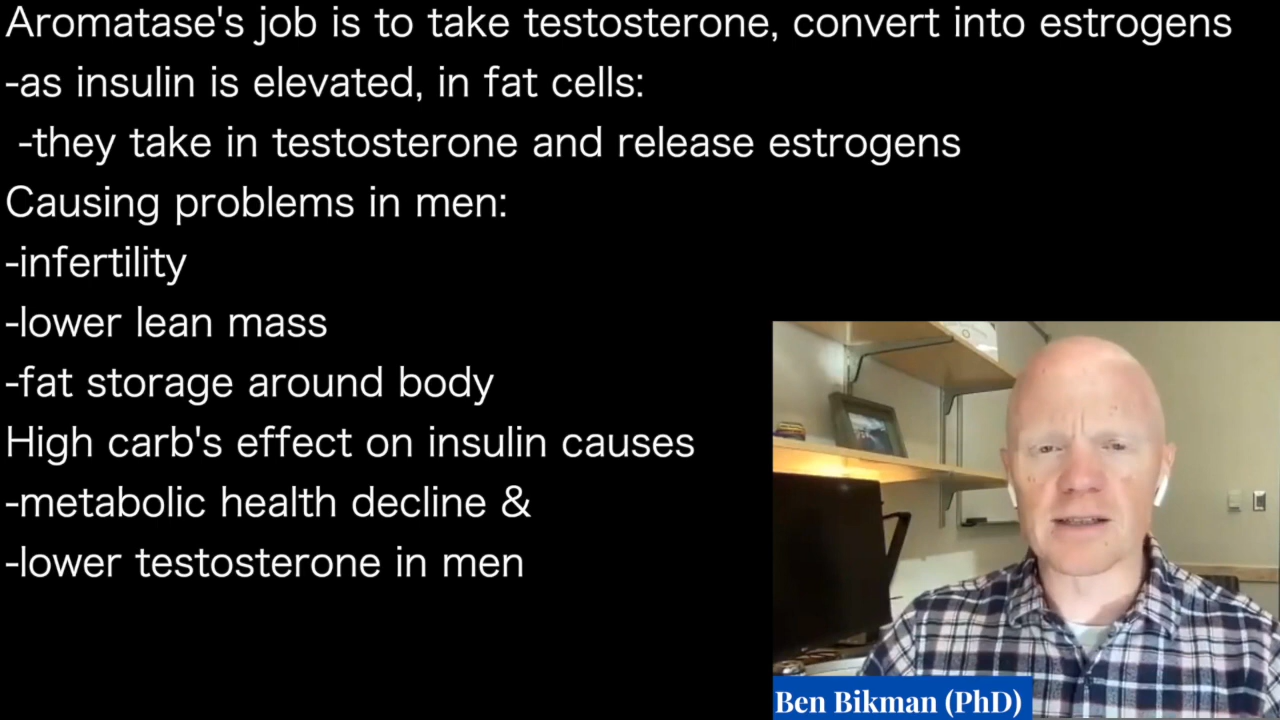 Aromatase's job is to take testosterone, convert into estrogens
-as insulin is elevated, in fat cells:
-they take in testosterone and release estrogens
Causing problems in men:
-infertility
-lower lean mass
-fat storage around body
High carb's effect on insulin causes
-metabolic health decline &
-lower testosterone in men
Ben Bikman (PhD)